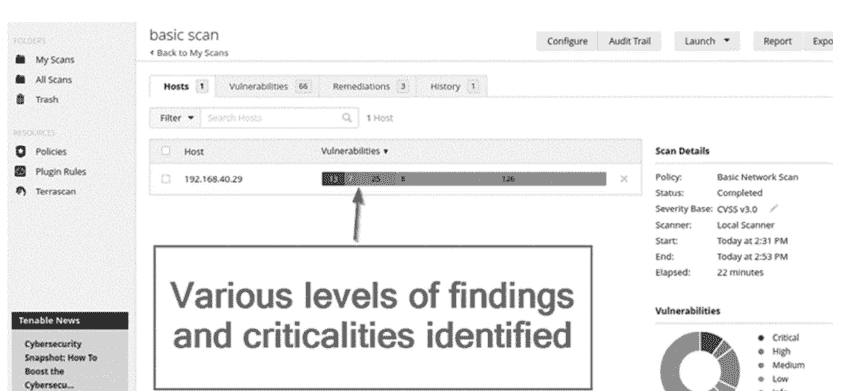 FOLDERS
My Scans
All Scans
Trash
RESOURCES
Policies
Plugin Rules
Terrascan
Tenable News
Cybersecurity
Snapshot: How To
Boost the
Cybersecu...
basic scan
< Back to My Scans
Configure Audit Trail Launch Report Expo
Hosts 1 Vulnerabilities 66 Remediations 3 History 1
Filter Search Hosts 1 Host
Host Vulnerabilities
192.168.40.29 13 7 25 8 126
Various levels of findings
and criticalities identified
Scan Details
Policy: Basic Network Scan
Status: Completed
Severity Base: CVSS v3.0
Scanner: Local Scanner
Start: Today at 2:31 PM
End: Today at 2:53 PM
Elapsed: 22 minutes
Vulnerabilities
Critical
High
Medium
Low